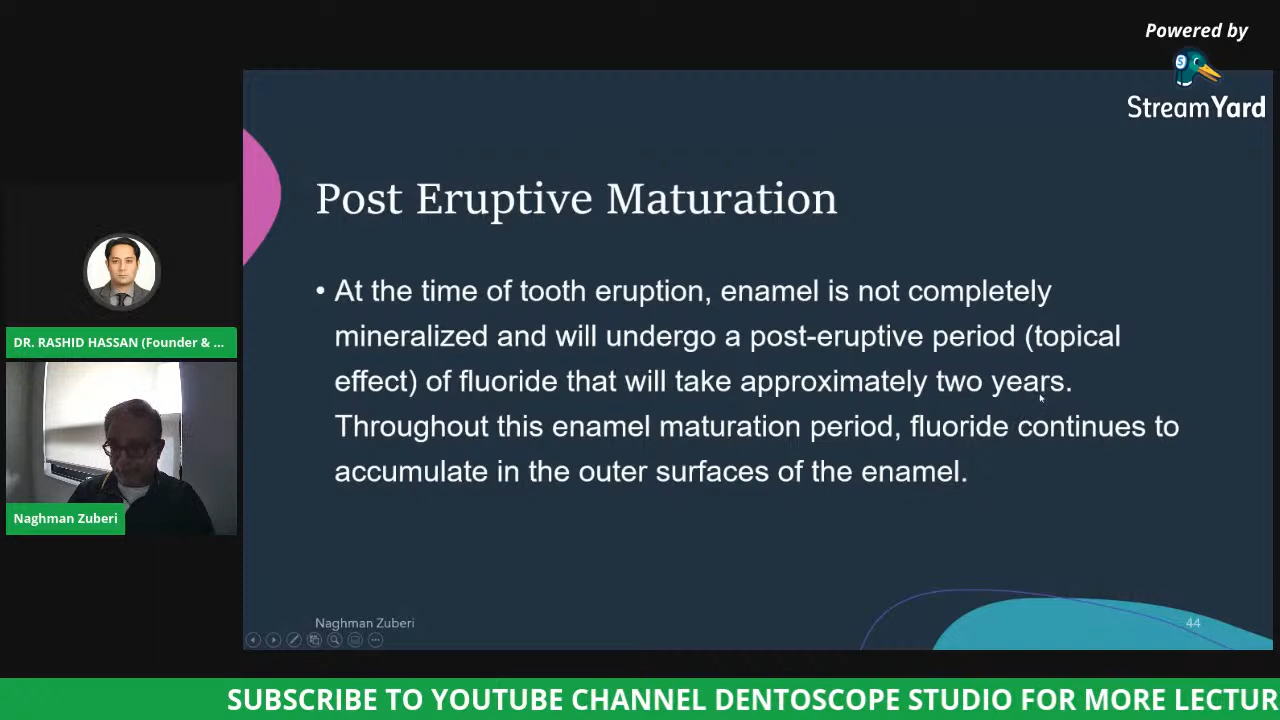 Powered by
StreamYard
Post Eruptive Maturation
• At the time of tooth eruption, enamel is not completely
mineralized and will undergo a post-eruptive period (topical
effect) of fluoride that will take approximately two years.
Throughout this enamel maturation period, fluoride continues to
accumulate in the outer surfaces of the enamel.
DR. RASHID HASSAN (Founder & ...
Naghman Zuberi
Naghman Zuberi
44
SUBSCRIBE TO YOUTUBE CHANNEL DENTOSCOPE STUDIO FOR MORE LECTUR